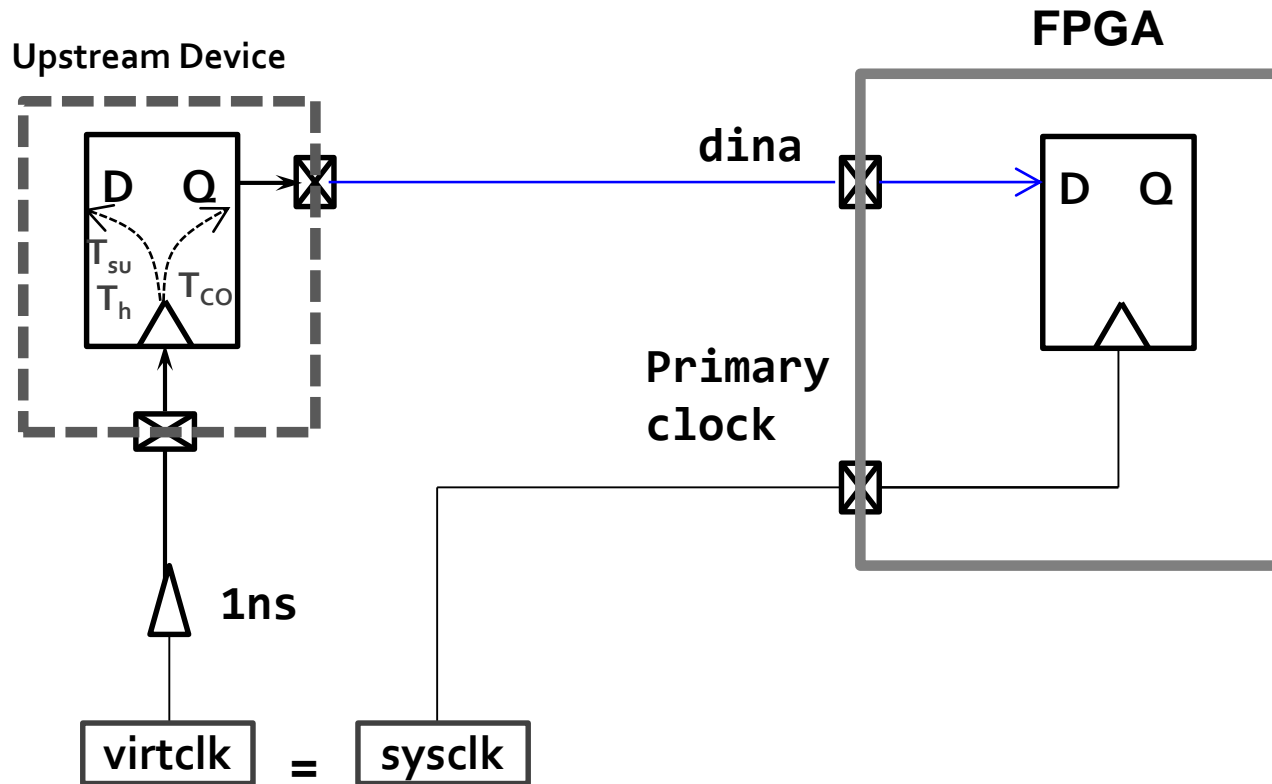 FPGA
Upstream Device
dina
D Q
D Q
Tsu
Th
TCO
Primary
clock
1ns
virtclk = sysclk